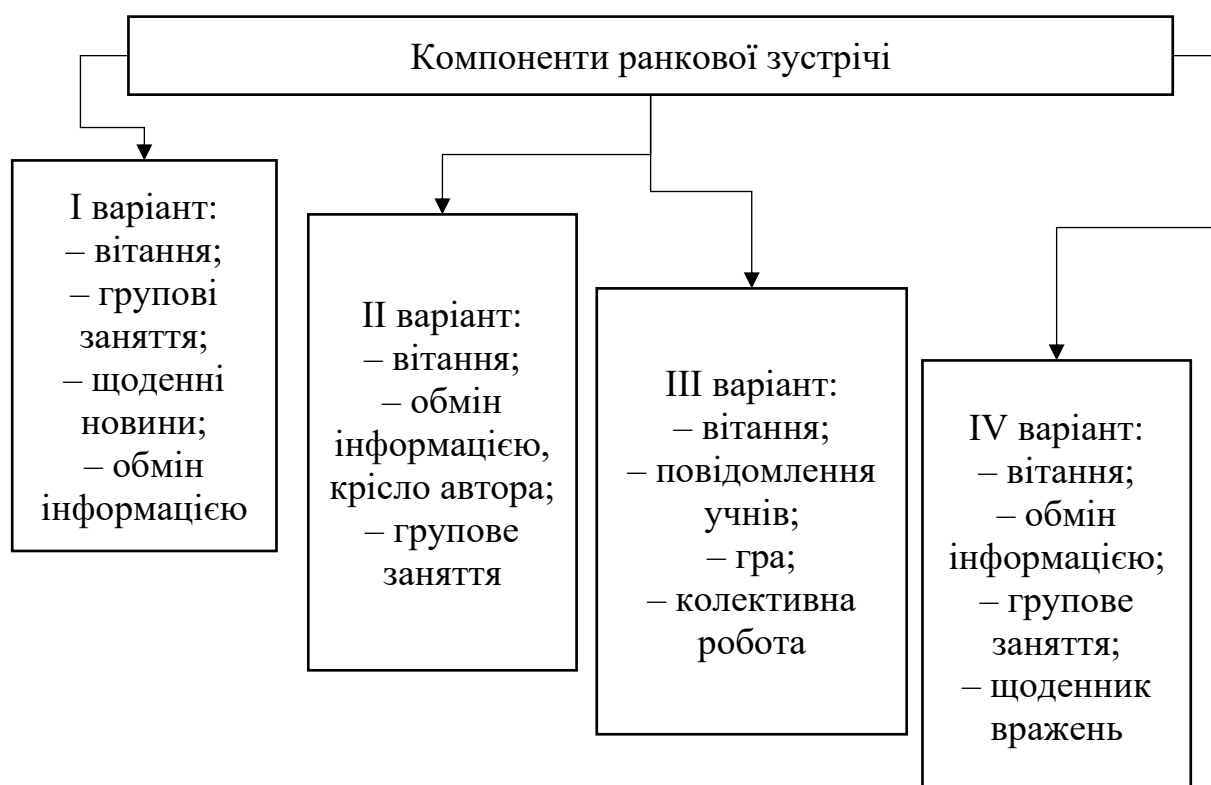 Компоненти ранкової зустрічі
І варіант:
– вітання;
– групові
заняття;
– щоденні
новини;
– обмін
інформацією
ІІ варіант:
– вітання;
– обмін
інформацією,
крісло автора;
– групове
заняття
ІІІ варіант:
– вітання;
– повідомлення
учнів;
– гра;
– колективна
робота
IV варіант:
– вітання;
– обмін
інформацією;
– групове
заняття;
– щоденник
вражень